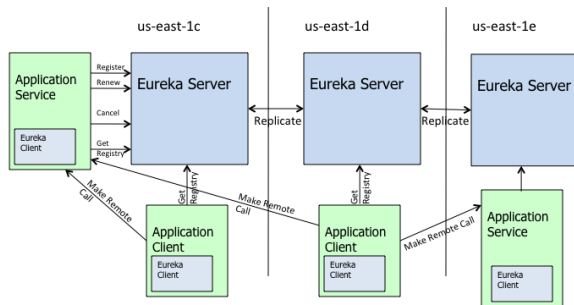 us-east-1c
us-east-1d
us-east-1e
Application
Service
Eureka
Client
Register
Renew
Cancel
Get
Registry
Eureka Server
Eureka Server
Eureka Server
Replicate
Replicate
Make Remote
Call
Get
Registry
Make Remote
Call
Get
Registry
Make Remote Call
Application
Client
Eureka
Client
Application
Client
Eureka
Client
Application
Service
Eureka
Client